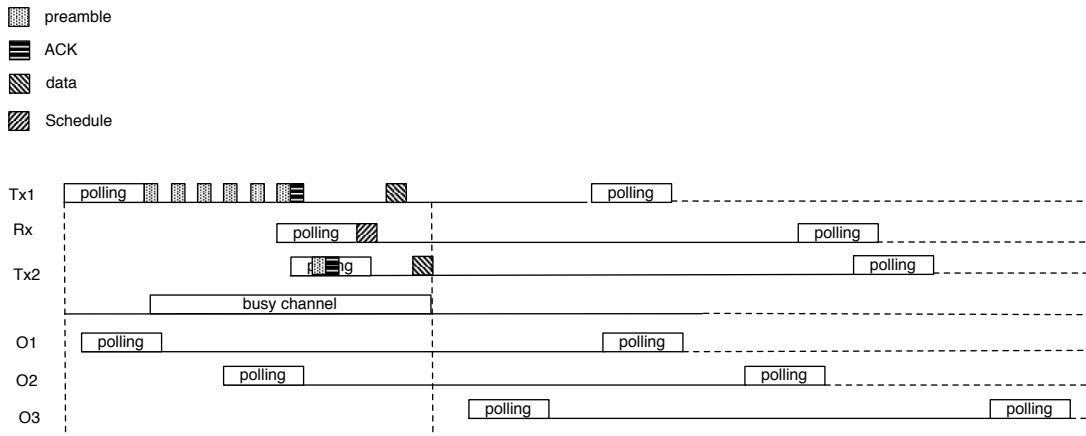 preamble
ACK
data
Schedule
Tx1 polling polling
Rx polling polling
Tx2 polling polling
busy channel
O1 polling polling
O2 polling polling
O3 polling polling